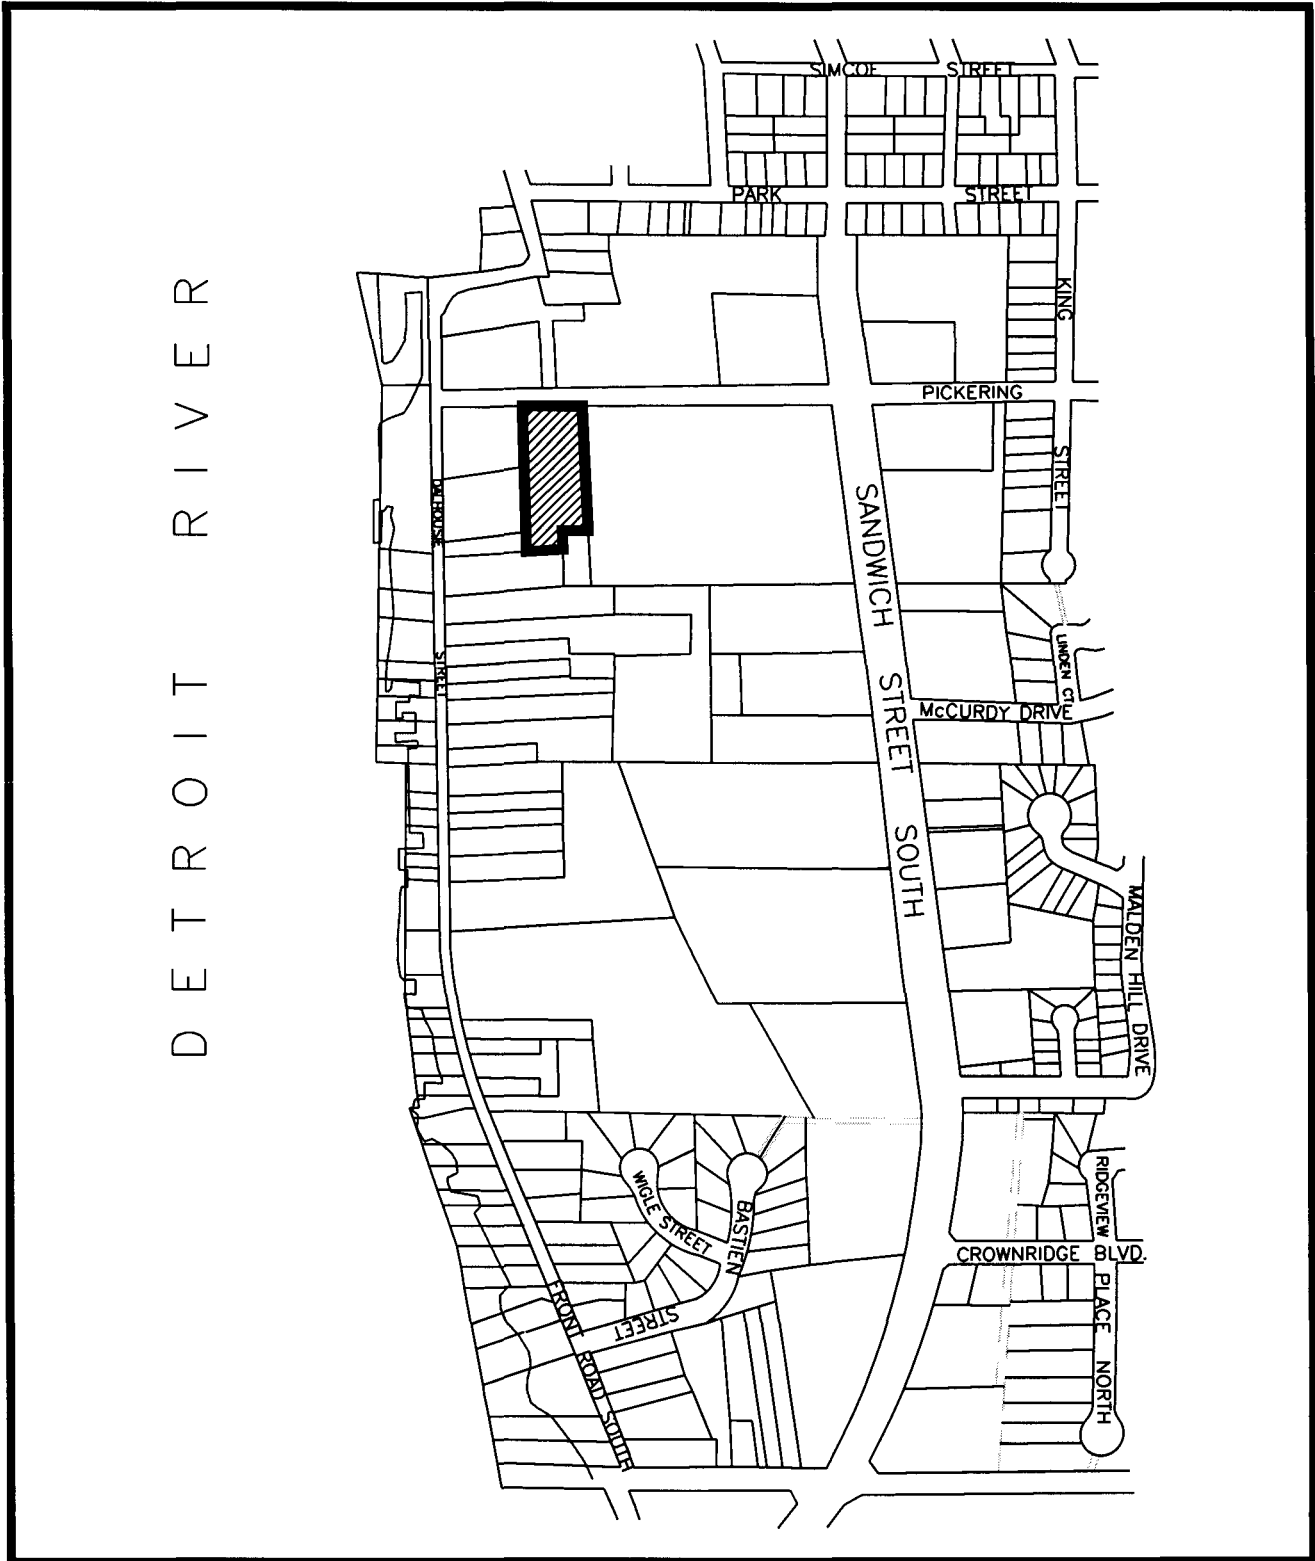 SIMCOE STREET
PARK STREET
DETROIT RIVER
KING STREET
PICKERING
DALHOUSIE STREET
SANDWICH STREET SOUTH
LINDEN CT.
McCURDY DRIVE
MALDEN HILL DRIVE
WIGLE STREET
BASTIEN STREET
RIDGEVIEW PLACE NORTH
CROWNRIDGE BLVD.
FRONT ROAD SOUTH